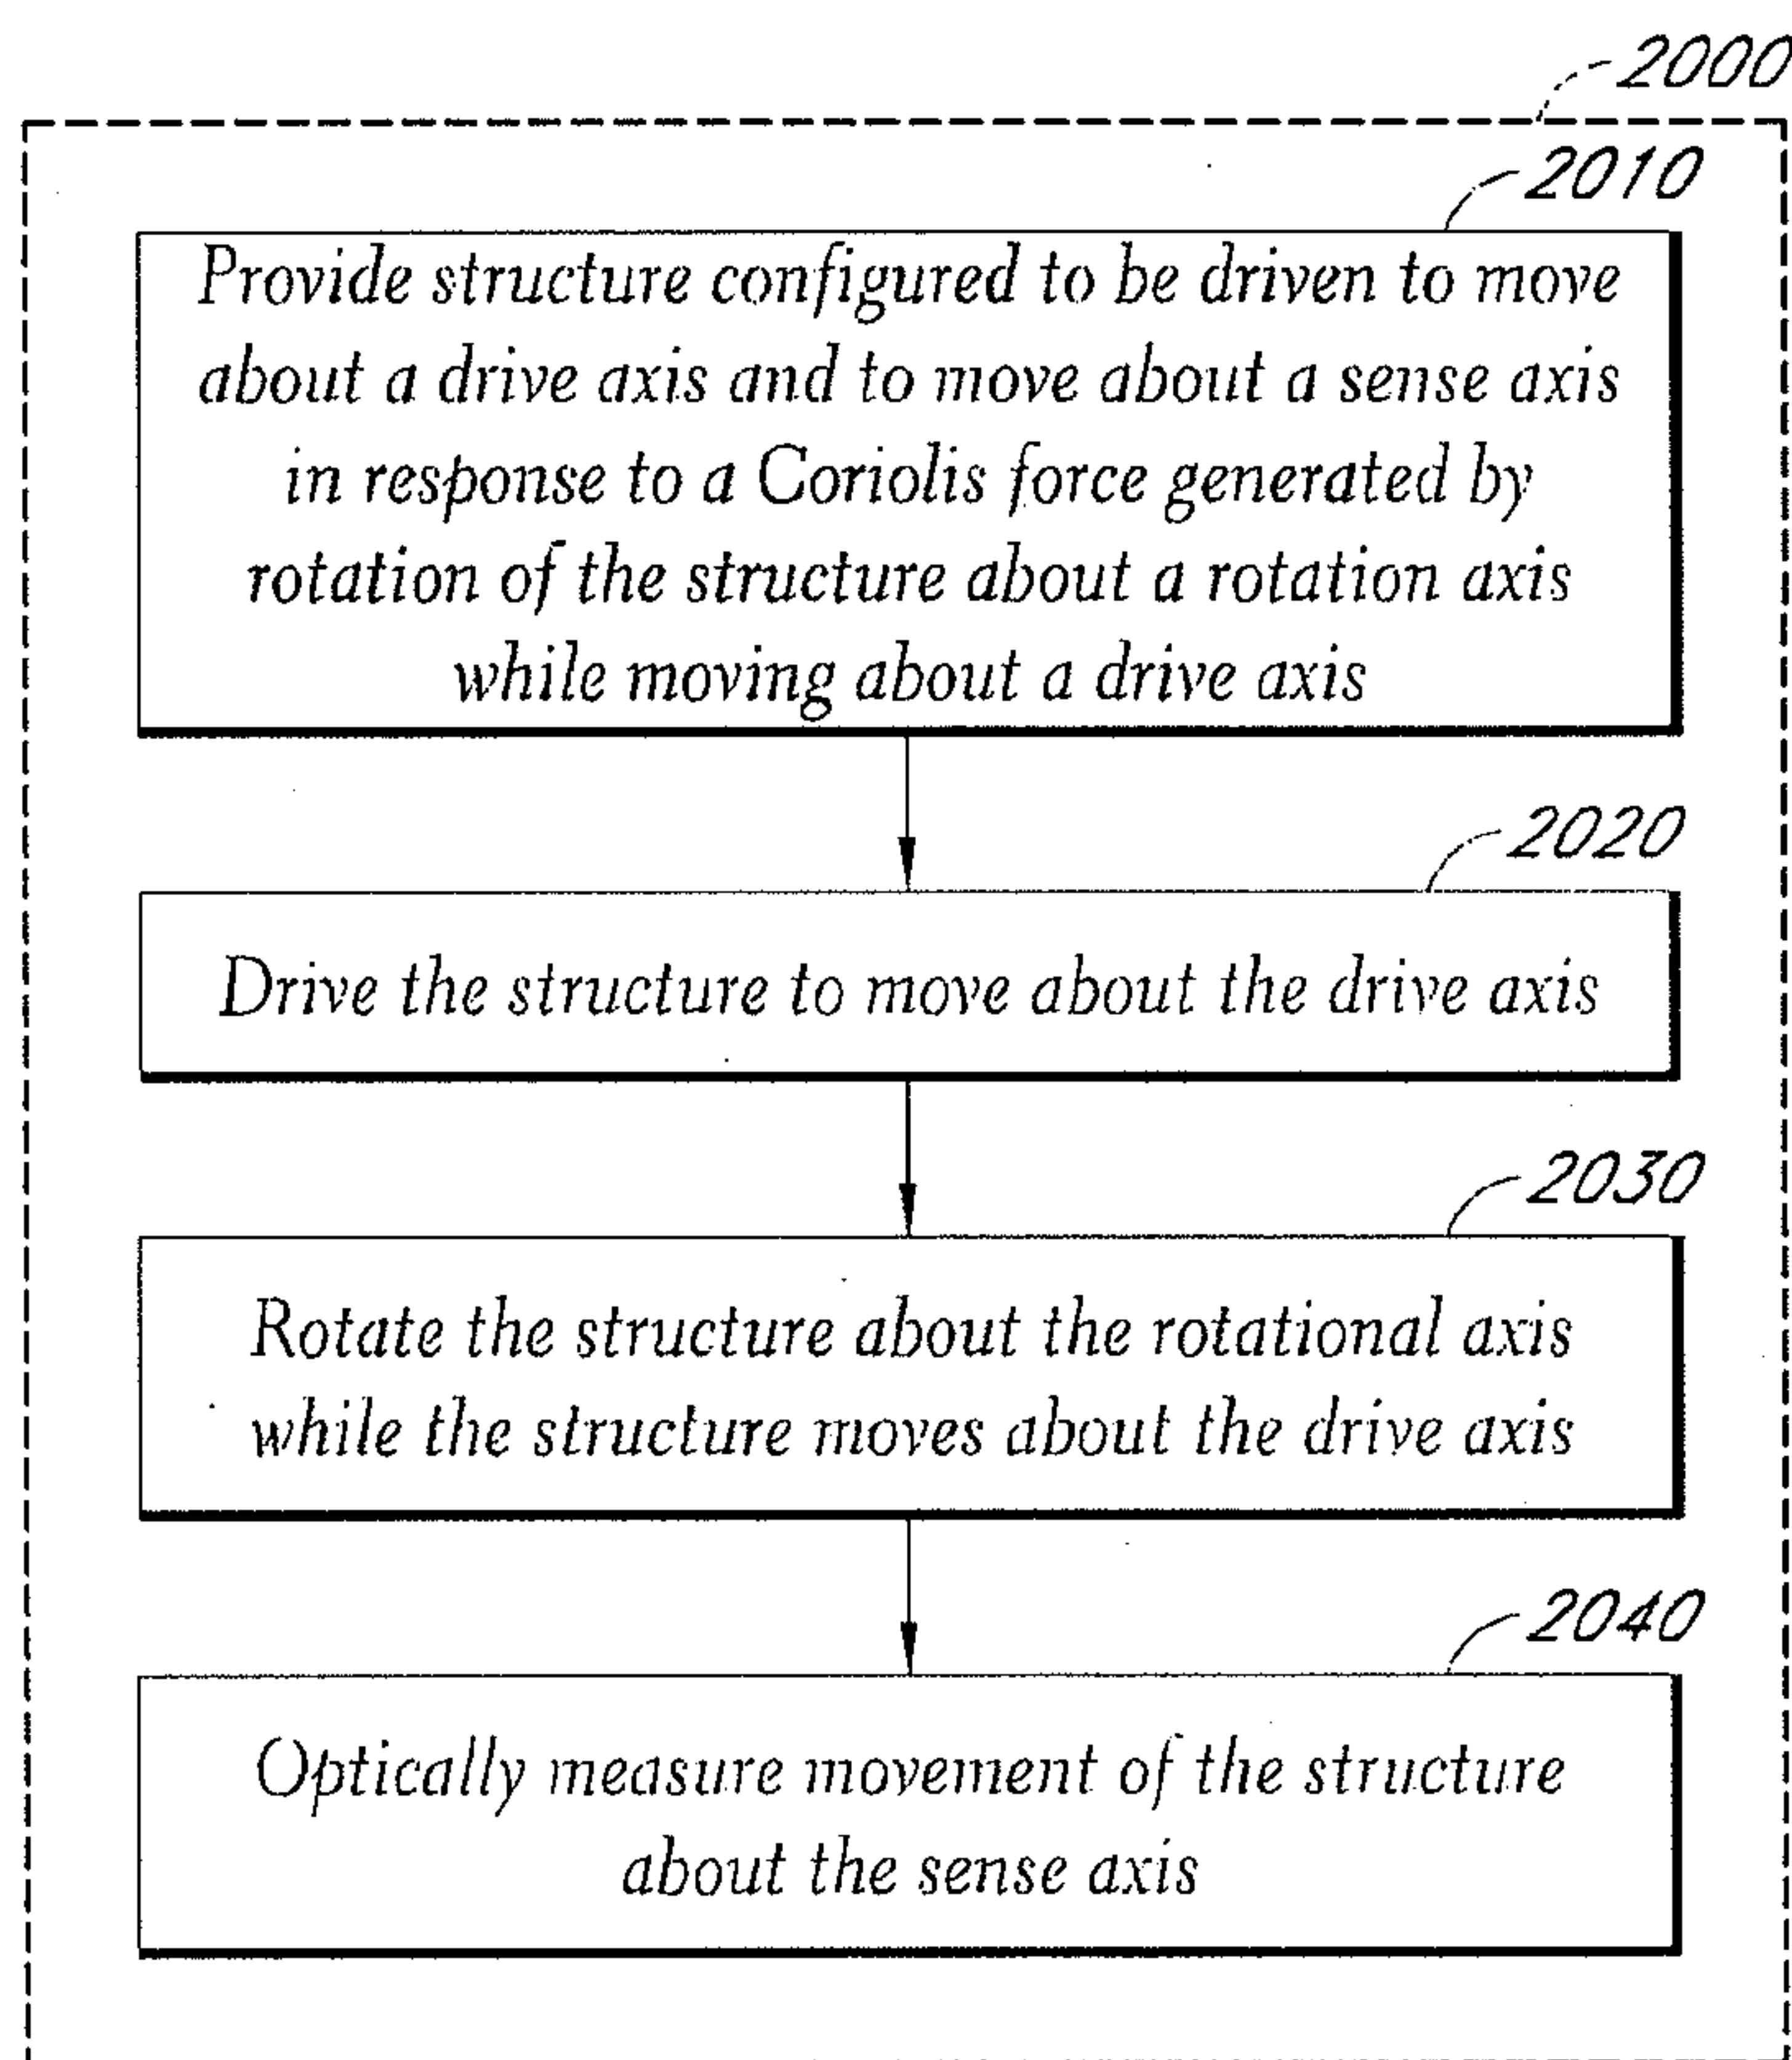 2000
2010
Provide structure configured to be driven to move
about a drive axis and to move about a sense axis
in response to a Coriolis force generated by
rotation of the structure about a rotation axis
while moving about a drive axis
2020
Drive the structure to move about the drive axis
2030
Rotate the structure about the rotational axis
while the structure moves about the drive axis
2040
Optically measure movement of the structure
about the sense axis